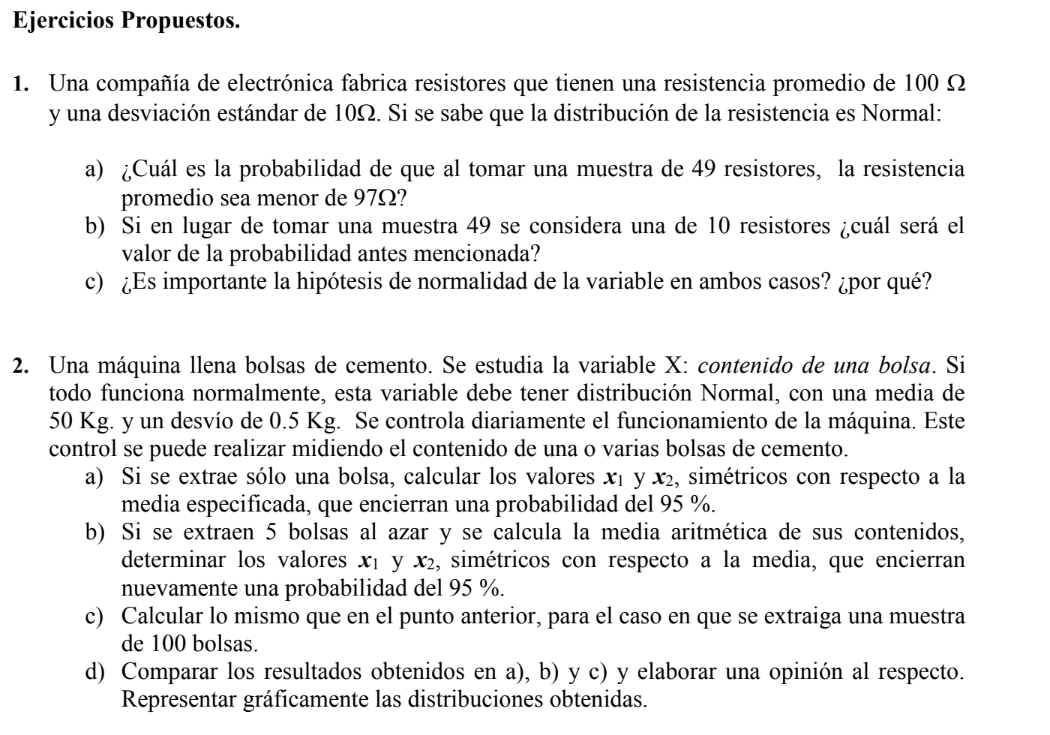 Ejercicios Propuestos.
1. Una compañía de electrónica fabrica resistores que tienen una resistencia promedio de 100 Ω
y una desviación estándar de 10Ω. Si se sabe que la distribución de la resistencia es Normal:
a) ¿Cuál es la probabilidad de que al tomar una muestra de 49 resistores, la resistencia
promedio sea menor de 97Ω?
b) Si en lugar de tomar una muestra 49 se considera una de 10 resistores ¿cuál será el
valor de la probabilidad antes mencionada?
c) ¿Es importante la hipótesis de normalidad de la variable en ambos casos? ¿por qué?
2. Una máquina llena bolsas de cemento. Se estudia la variable X: contenido de una bolsa. Si
todo funciona normalmente, esta variable debe tener distribución Normal, con una media de
50 Kg. y un desvío de 0.5 Kg. Se controla diariamente el funcionamiento de la máquina. Este
control se puede realizar midiendo el contenido de una o varias bolsas de cemento.
a) Si se extrae sólo una bolsa, calcular los valores x1 y x2, simétricos con respecto a la
media especificada, que encierran una probabilidad del 95 %.
b) Si se extraen 5 bolsas al azar y se calcula la media aritmética de sus contenidos,
determinar los valores x1 y x2, simétricos con respecto a la media, que encierran
nuevamente una probabilidad del 95 %.
c) Calcular lo mismo que en el punto anterior, para el caso en que se extraiga una muestra
de 100 bolsas.
d) Comparar los resultados obtenidos en a), b) y c) y elaborar una opinión al respecto.
Representar gráficamente las distribuciones obtenidas.